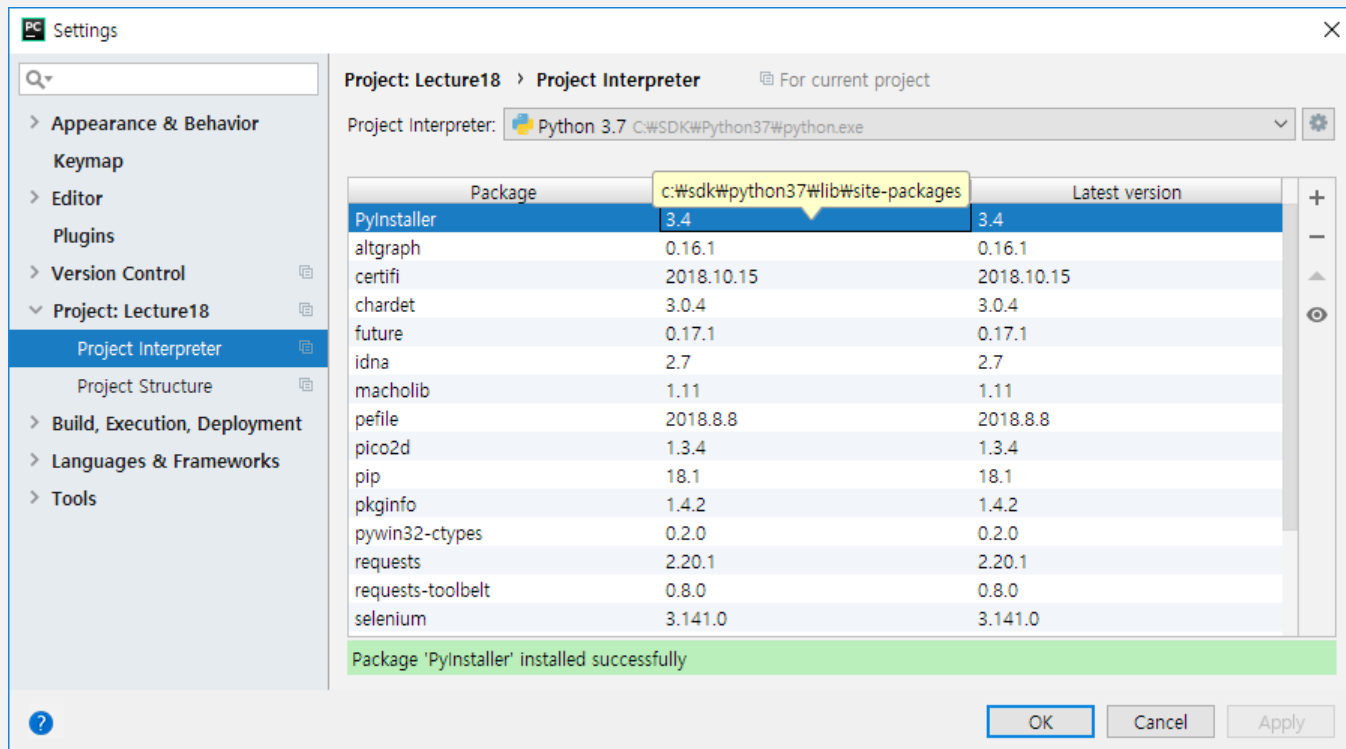 PC Settings
Project: Lecture18 > Project Interpreter For current project
Project Interpreter: Python 3.7 C:₩SDK₩Python37₩python.exe
Appearance & Behavior
Keymap
Editor
Plugins
Version Control
Project: Lecture18
Project Interpreter
Project Structure
Build, Execution, Deployment
Languages & Frameworks
Tools
Package c:₩sdk₩python37₩lib₩site-packages Latest version
PyInstaller 3.4 3.4
altgraph 0.16.1 0.16.1
certifi 2018.10.15 2018.10.15
chardet 3.0.4 3.0.4
future 0.17.1 0.17.1
idna 2.7 2.7
macholib 1.11 1.11
pefile 2018.8.8 2018.8.8
pico2d 1.3.4 1.3.4
pip 18.1 18.1
pkginfo 1.4.2 1.4.2
pywin32-ctypes 0.2.0 0.2.0
requests 2.20.1 2.20.1
requests-toolbelt 0.8.0 0.8.0
selenium 3.141.0 3.141.0
Package 'PyInstaller' installed successfully
? OK Cancel Apply